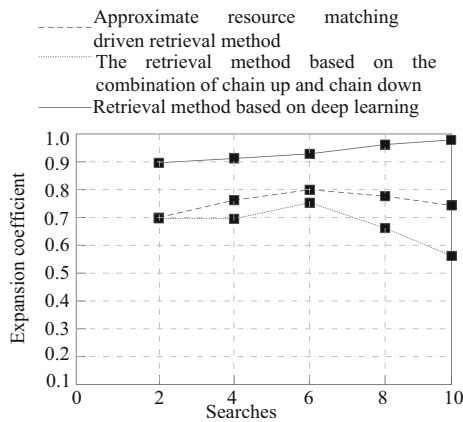 Approximate resource matching
driven retrieval method
The retrieval method based on the
combination of chain up and chain down
Retrieval method based on deep learning
1.0
0.9
0.8
0.7
0.6
0.5
0.4
0.3
0.2
0.1
Expansion coefficient
0 2 4 6 8 10
Searches